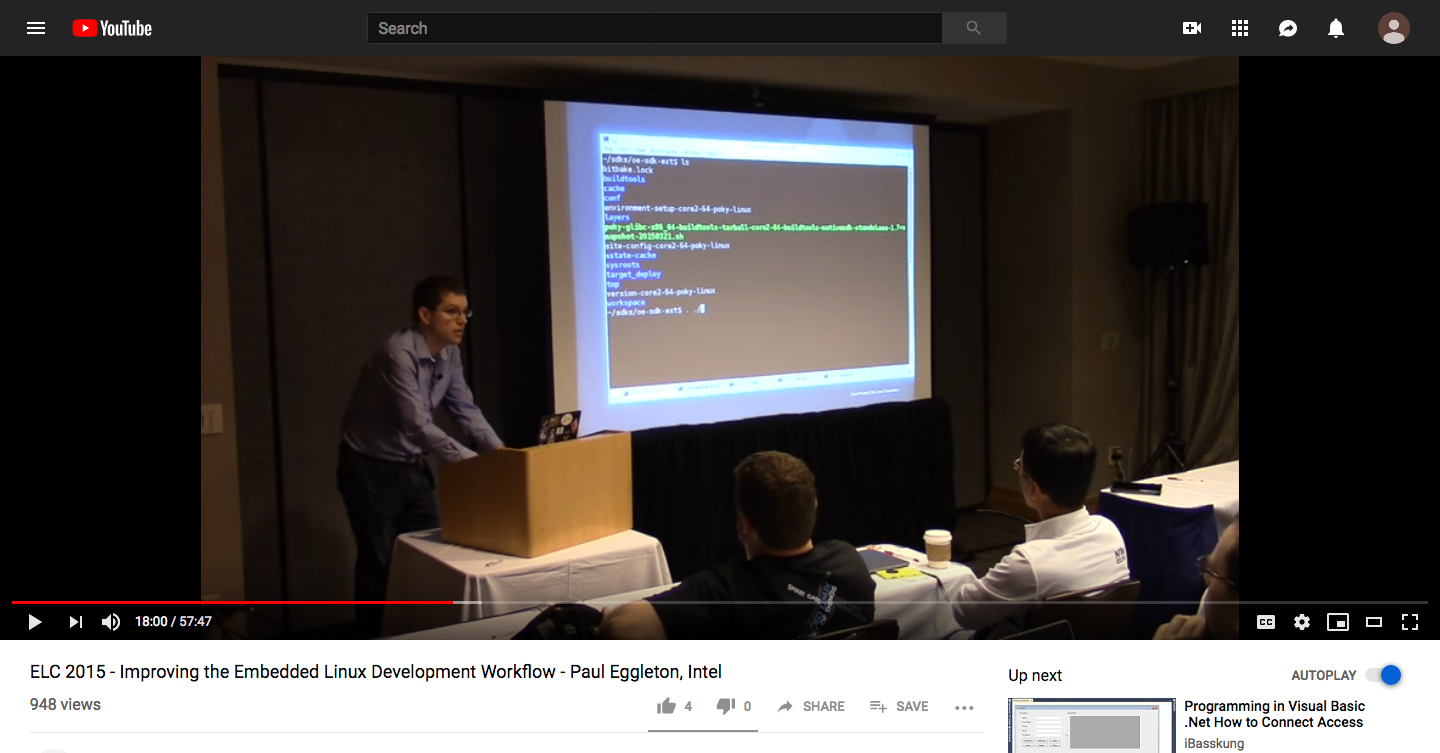 YouTube
Search
~/sdks/oe-sdk-ext$ ls
bitbake.lock
buildtools
cache
conf
environment-setup-core2-64-poky-linux
layers
poky-glibc-x86_64-buildtools-tarball-core2-64-buildtools-nativesdk-standalone-1.7+s
napshot-20150321.sh
site-config-core2-64-poky-linux
sstate-cache
sysroots
target_deploy
tmp
version-core2-64-poky-linux
workspace
~/sdks/oe-sdk-ext$ . ./
18:00 / 57:47
ELC 2015 - Improving the Embedded Linux Development Workflow - Paul Eggleton, Intel
948 views
4
0
SHARE
SAVE
Up next
AUTOPLAY
Programming in Visual Basic
.Net How to Connect Access
iBasskung